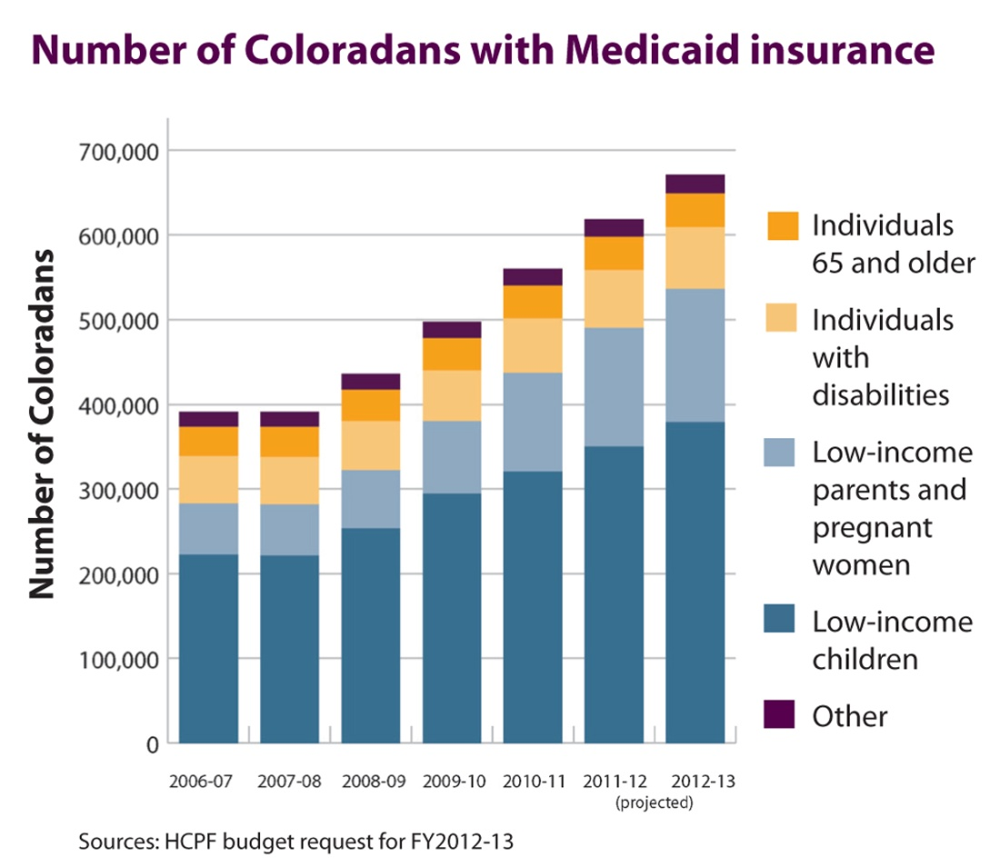 Number of Coloradans with Medicaid insurance
Number of Coloradans
700,000
600,000
500,000
400,000
300,000
200,000
100,000
0
2006-07 2007-08 2008-09 2009-10 2010-11 2011-12 2012-13
(projected)
Individuals
65 and older
Individuals
with
disabilities
Low-income
parents and
pregnant
women
Low-income
children
Other
Sources: HCPF budget request for FY2012-13